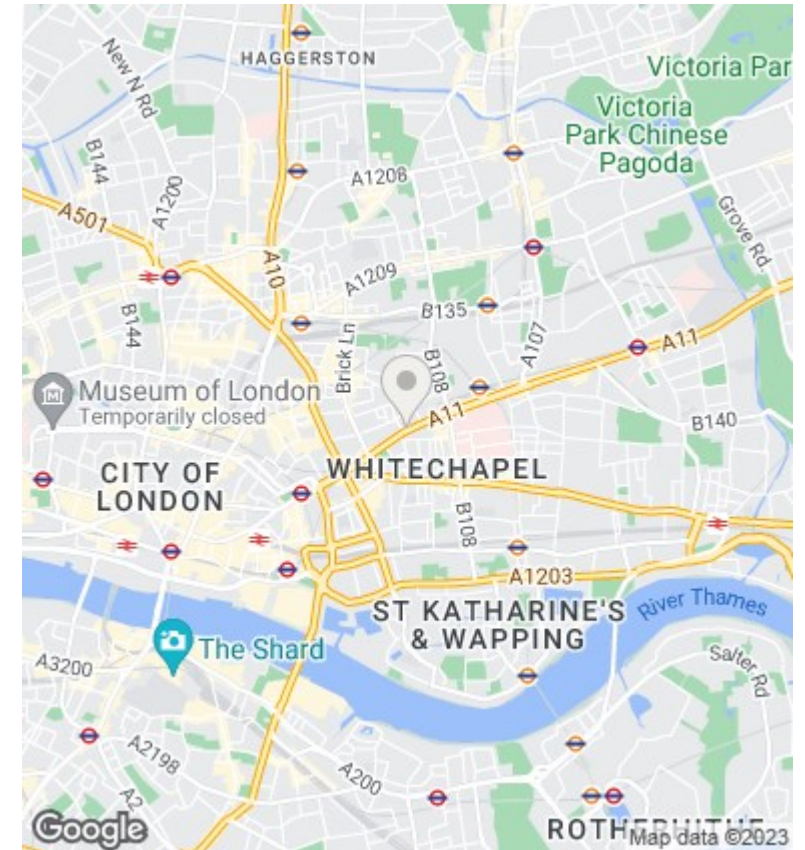 HAGGERSTON
New N Rd
Victoria Par
Victoria
Park Chinese
Pagoda
B144
A1200
A1208
A501
Grove Rd
A10
A1209
B135
B144
Brick Ln
B108
A107
A11
Museum of London
Temporarily closed
A11
B140
CITY OF
LONDON
WHITECHAPEL
B108
A1203
ST KATHARINE'S
& WAPPING
River Thames
The Shard
A3200
Salter Rd
A2198
A200
A2
Google
ROTHERHITHE
Map data ©2023